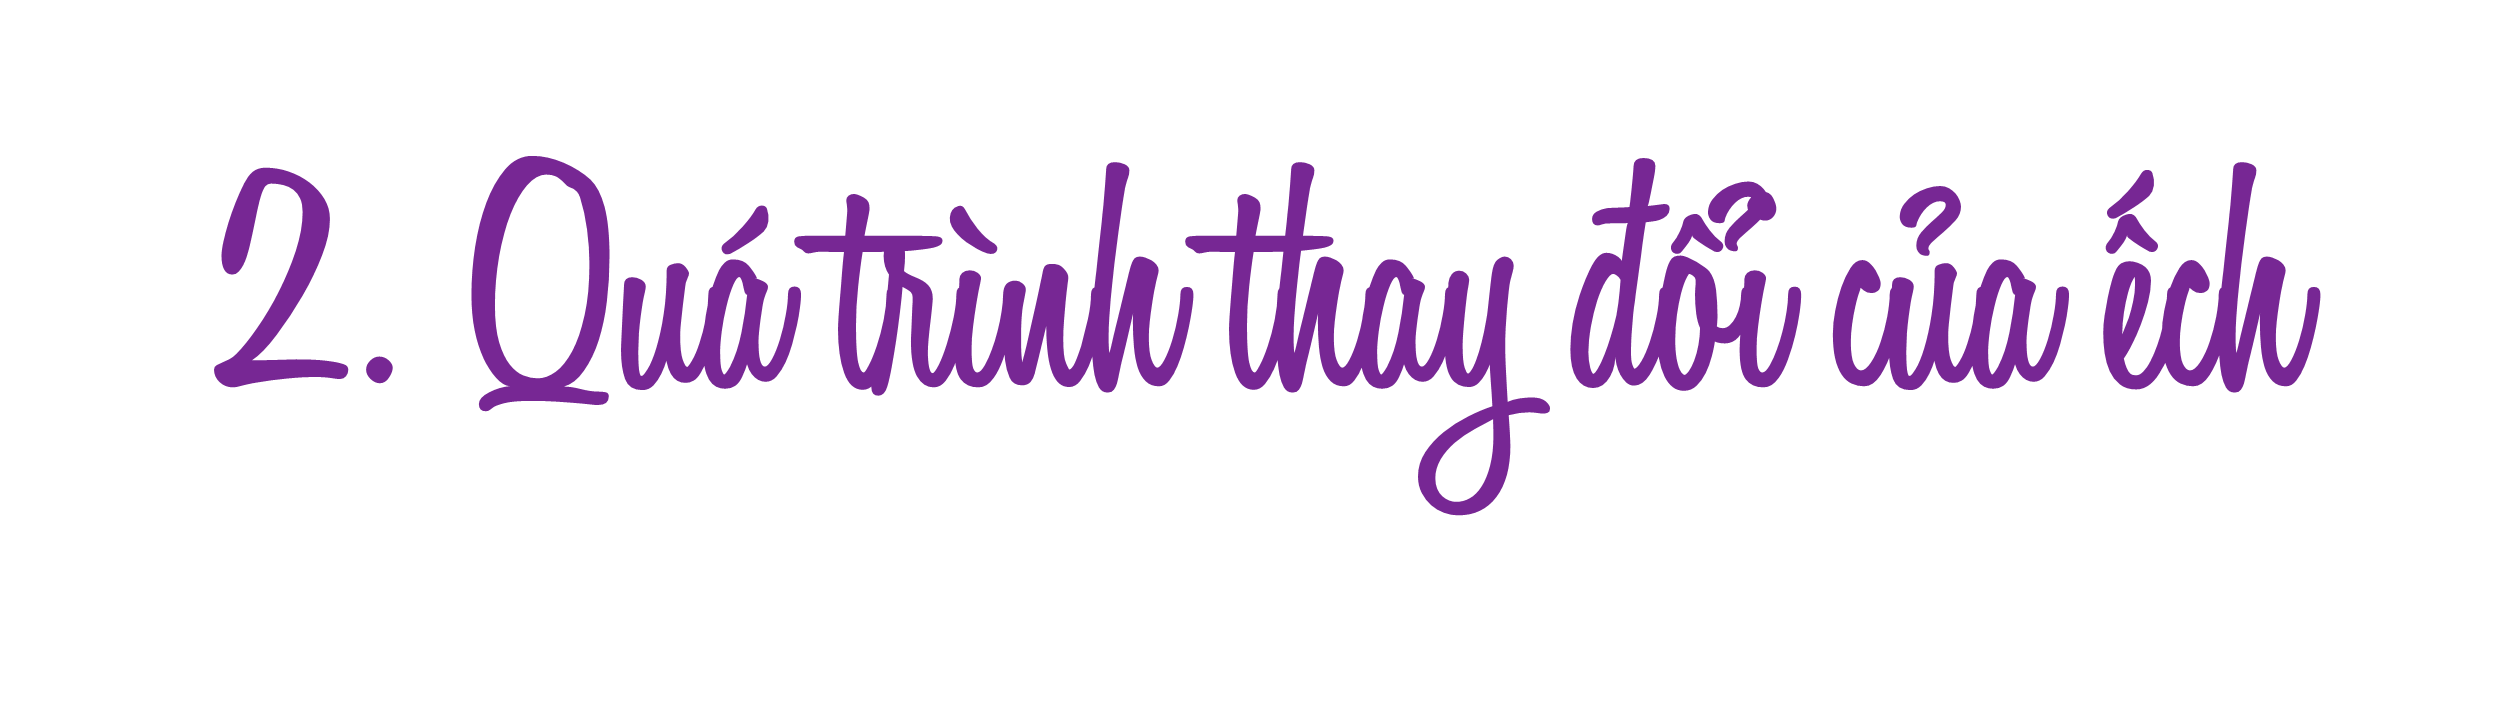 2. Quá trình thay đổi của ếch